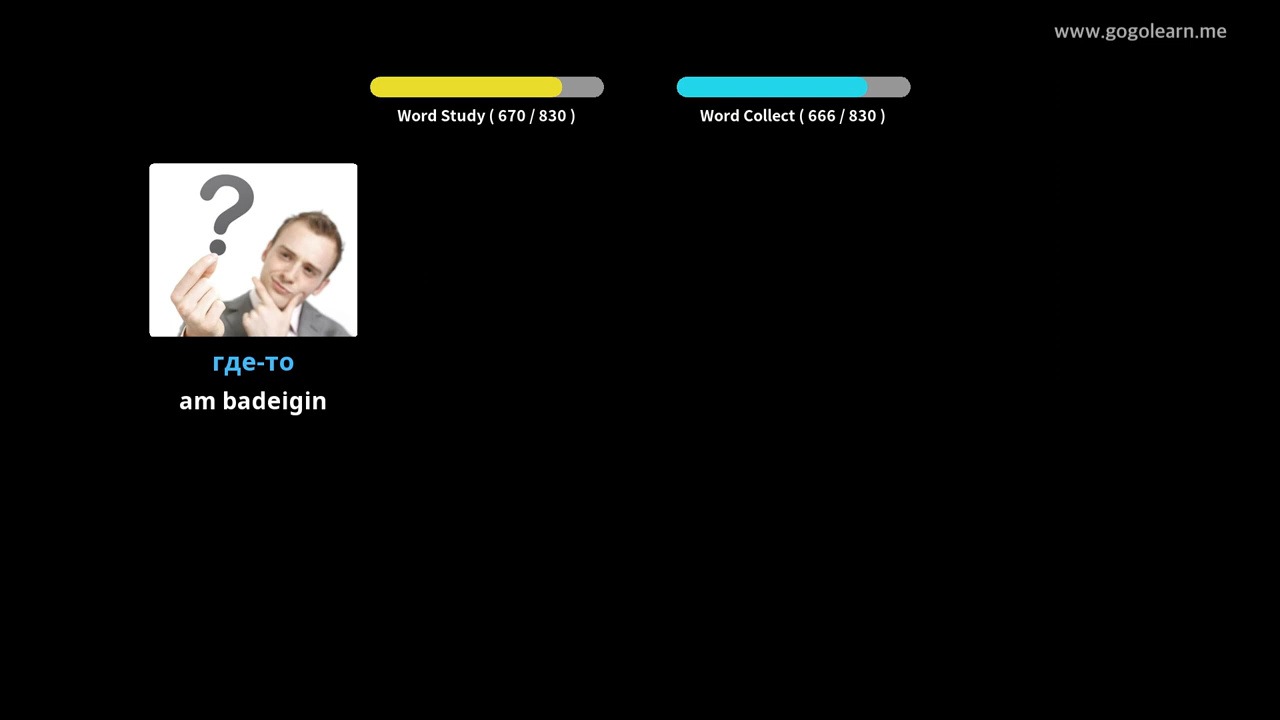 www.gogolearn.me
Word Study ( 670 / 830 )
Word Collect ( 666 / 830 )
?
где-то
am badeigin